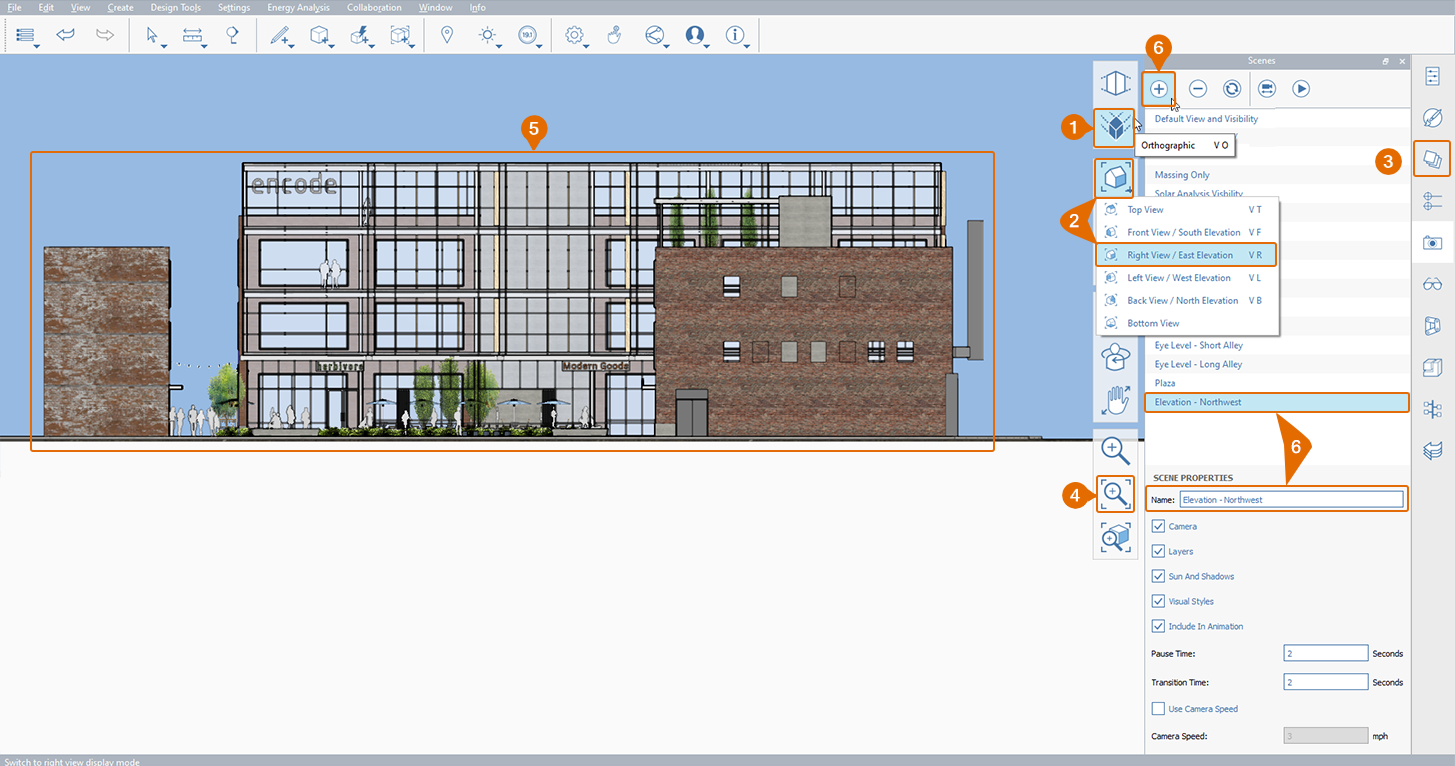 File Edit View Create Design Tools Settings Energy Analysis Collaboration Window Info
19.1
6
Scenes
Default View and Visibility
1
Orthographic V O
5
3
Massing Only
Solar Analysis Visibility
encode
2
Top View V T
Front View / South Elevation V F
Right View / East Elevation V R
Left View / West Elevation V L
Back View / North Elevation V B
Bottom View
Eye Level - Short Alley
Eye Level - Long Alley
Plaza
Elevation - Northwest
herbivore
Modern Goods
6
4
SCENE PROPERTIES
Name: Elevation - Northwest
Camera
Layers
Sun And Shadows
Visual Styles
Include In Animation
Pause Time: 2 Seconds
Transition Time: 2 Seconds
Use Camera Speed
Camera Speed: 3 mph
Switch to right view display mode